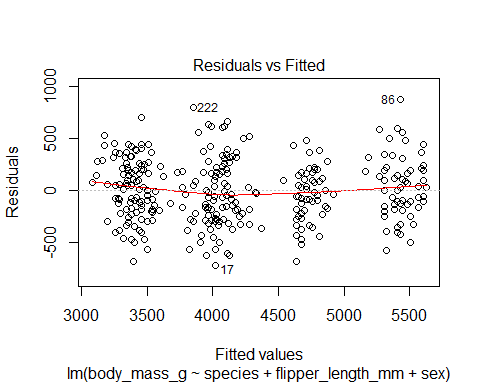 Residuals vs Fitted
Residuals
1000
500
0
-500
222
86
17
3000 3500 4000 4500 5000 5500
Fitted values
lm(body_mass_g ~ species + flipper_length_mm + sex)